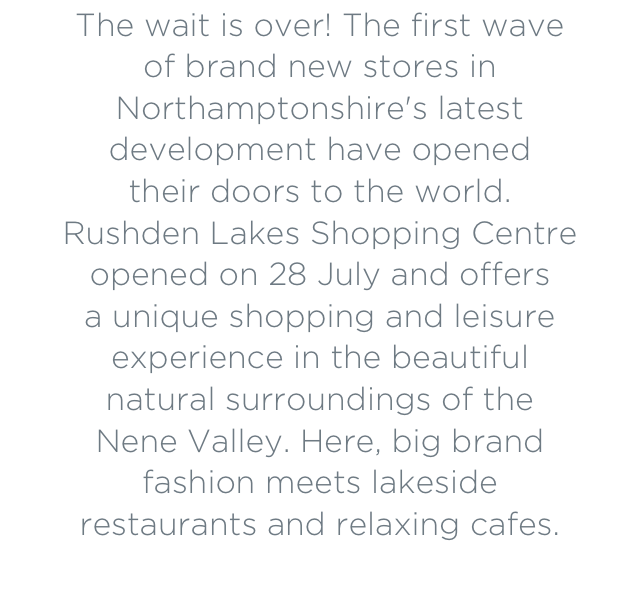 The wait is over! The first wave
of brand new stores in
Northamptonshire's latest
development have opened
their doors to the world.
Rushden Lakes Shopping Centre
opened on 28 July and offers
a unique shopping and leisure
experience in the beautiful
natural surroundings of the
Nene Valley. Here, big brand
fashion meets lakeside
restaurants and relaxing cafes.